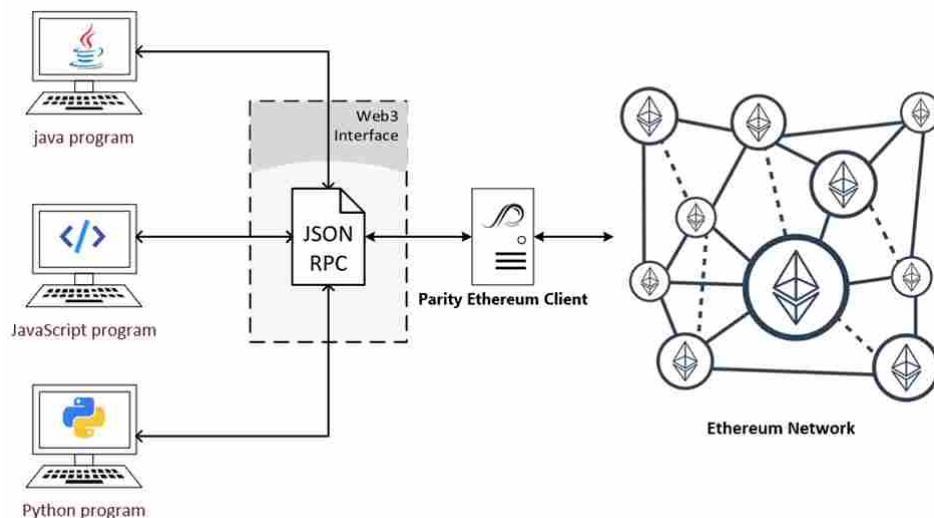 java program
Web3
Interface
</>
JavaScript program
JSON
RPC
Parity Ethereum Client
Ethereum Network
Python program